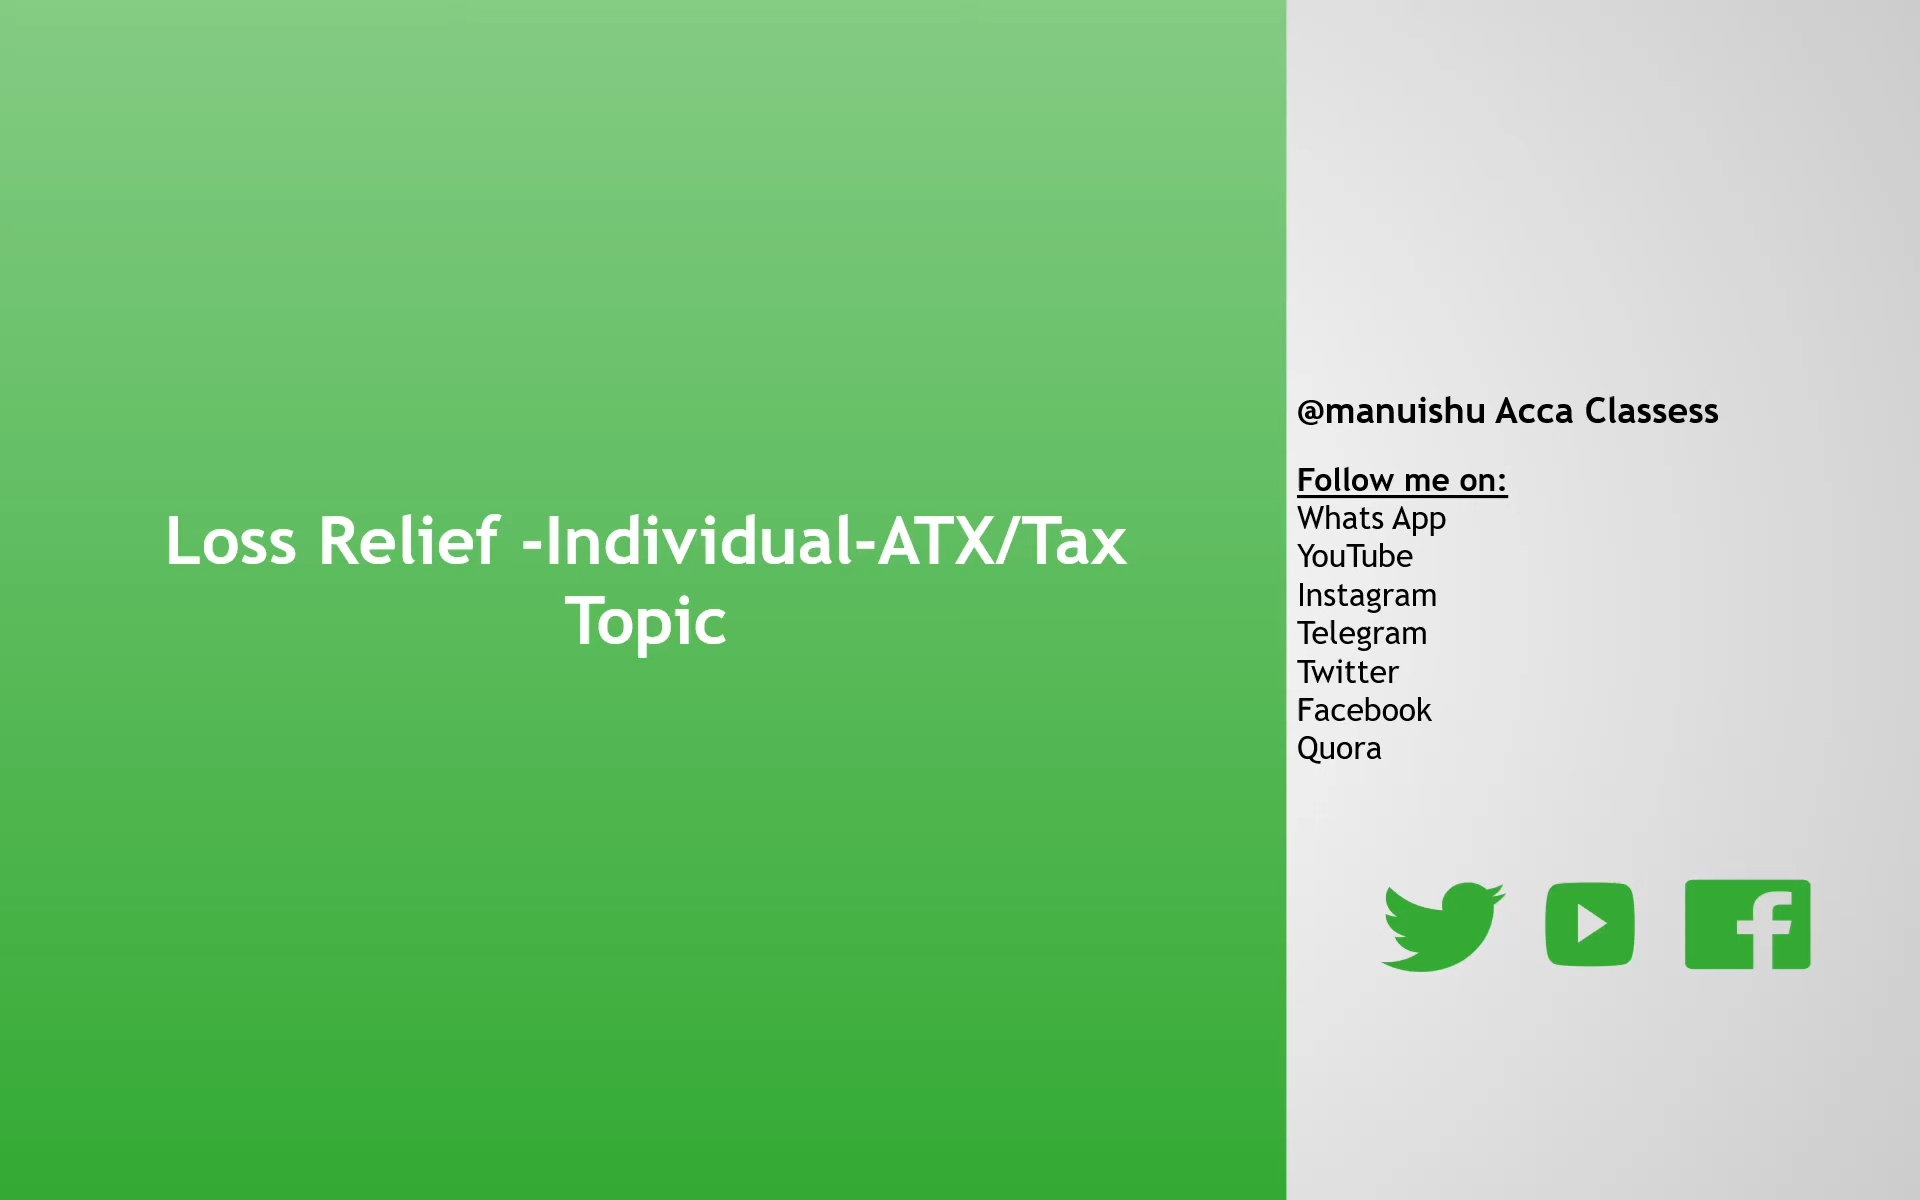 Loss Relief -Individual-ATX/Tax
Topic
@manuishu Acca Classess
Follow me on:
Whats App
YouTube
Instagram
Telegram
Twitter
Facebook
Quora